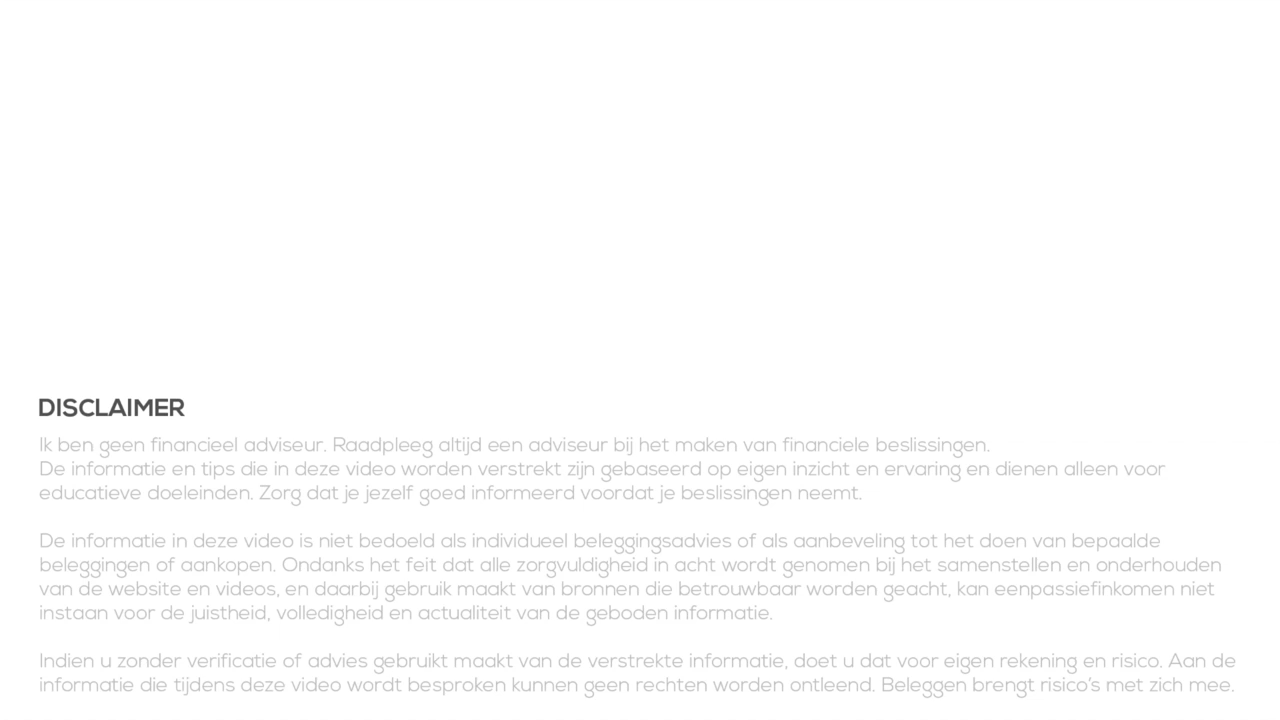 DISCLAIMER
Ik ben geen financieel adviseur. Raadpleeg altijd een adviseur bij het maken van financiele beslissingen.
De informatie en tips die in deze video worden verstrekt zijn gebaseerd op eigen inzicht en ervaring en dienen alleen voor
educatieve doeleinden. Zorg dat je jezelf goed informeerd voordat je beslissingen neemt.
De informatie in deze video is niet bedoeld als individueel beleggingsadvies of als aanbeveling tot het doen van bepaalde
beleggingen of aankopen. Ondanks het feit dat alle zorgvuldigheid in acht wordt genomen bij het samenstellen en onderhouden
van de website en videos, en daarbij gebruik maakt van bronnen die betrouwbaar worden geacht, kan eenpassiefinkomen niet
instaan voor de juistheid, volledigheid en actualiteit van de geboden informatie.
Indien u zonder verificatie of advies gebruikt maakt van de verstrekte informatie, doet u dat voor eigen rekening en risico. Aan de
informatie die tijdens deze video wordt besproken kunnen geen rechten worden ontleend. Beleggen brengt risico's met zich mee.